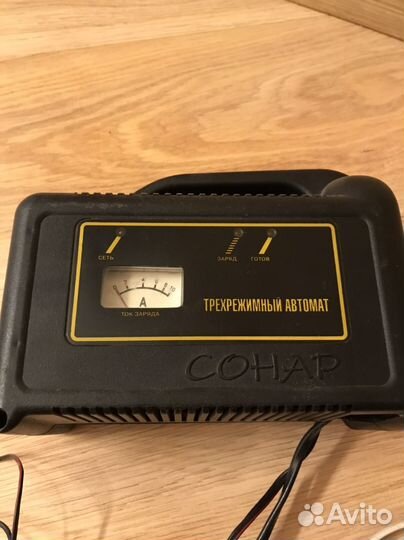 СЕТЬ
ЗАРЯД
ГОТОВ
0 2 4 6 8 10
A
ТОК ЗАРЯДА
ТРЕХРЕЖИМНЫЙ АВТОМАТ
СОНАР
Avito